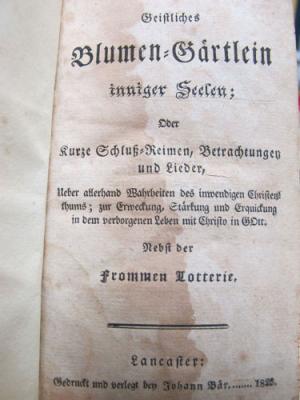 Geistliches
Blumen-Gärtlein
inniger Seelen;
Oder
Kurze Schluß-Reimen, Betrachtungen
und Lieder,
Ueber allerhand Wahrheiten des inwendigen Christen-
thums; zur Erweckung, Stärkung und Erquickung
in dem verborgenen Leben mit Christo in GOtt.
Nebst der
Frommen Lotterie.
Lancaster:
Gedruckt und verlegt bey Johann Bär.